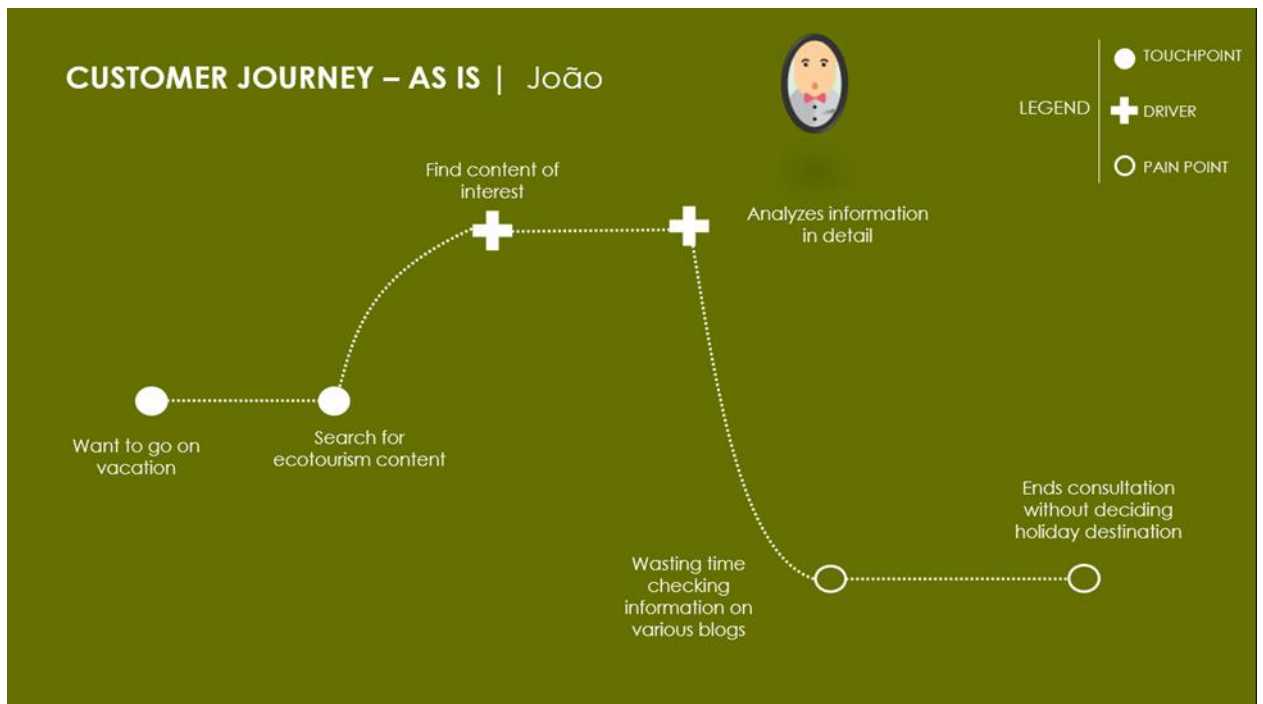 CUSTOMER JOURNEY – AS IS | João
LEGEND
TOUCHPOINT
DRIVER
PAIN POINT
Find content of
interest
Analyzes information
in detail
Want to go on
vacation
Search for
ecotourism content
Wasting time
checking
information on
various blogs
Ends consultation
without deciding
holiday destination